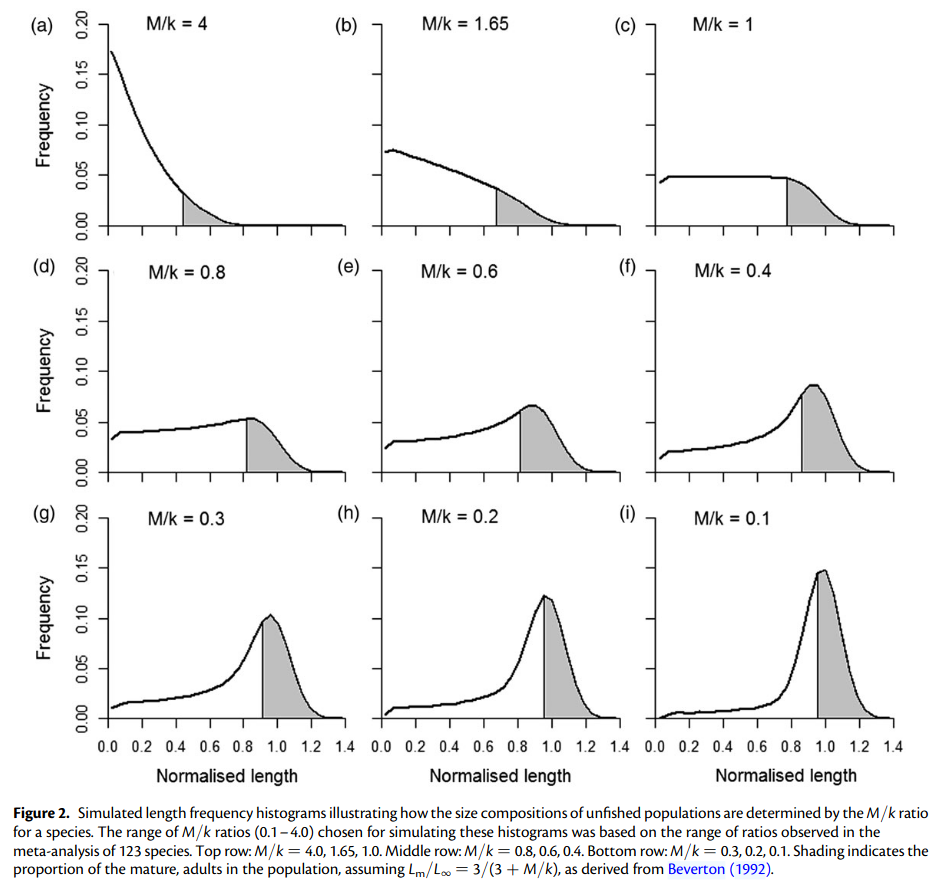 (a) M/k = 4
(b) M/k = 1.65
(c) M/k = 1
Frequency
0.00 0.05 0.10 0.15 0.20
(d) M/k = 0.8
(e) M/k = 0.6
(f) M/k = 0.4
Frequency
0.00 0.05 0.10 0.15 0.20
(g) M/k = 0.3
(h) M/k = 0.2
(i) M/k = 0.1
Frequency
0.00 0.05 0.10 0.15 0.20
0.0 0.2 0.4 0.6 0.8 1.0 1.2 1.4
0.0 0.2 0.4 0.6 0.8 1.0 1.2 1.4
0.0 0.2 0.4 0.6 0.8 1.0 1.2 1.4
Normalised length
Normalised length
Normalised length
Figure 2. Simulated length frequency histograms illustrating how the size compositions of unfished populations are determined by the M/k ratio
for a species. The range of M/k ratios (0.1–4.0) chosen for simulating these histograms was based on the range of ratios observed in the
meta-analysis of 123 species. Top row: M/k = 4.0, 1.65, 1.0. Middle row: M/k = 0.8, 0.6, 0.4. Bottom row: M/k = 0.3, 0.2, 0.1. Shading indicates the
proportion of the mature, adults in the population, assuming Lm/L∞ = 3/(3 + M/k), as derived from Beverton (1992).